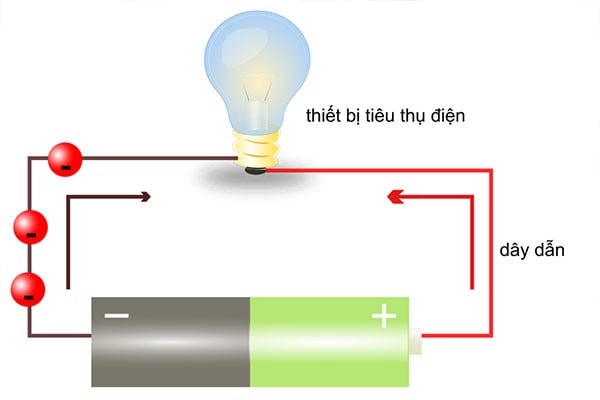 thiết bị tiêu thụ điện
dây dẫn
− +